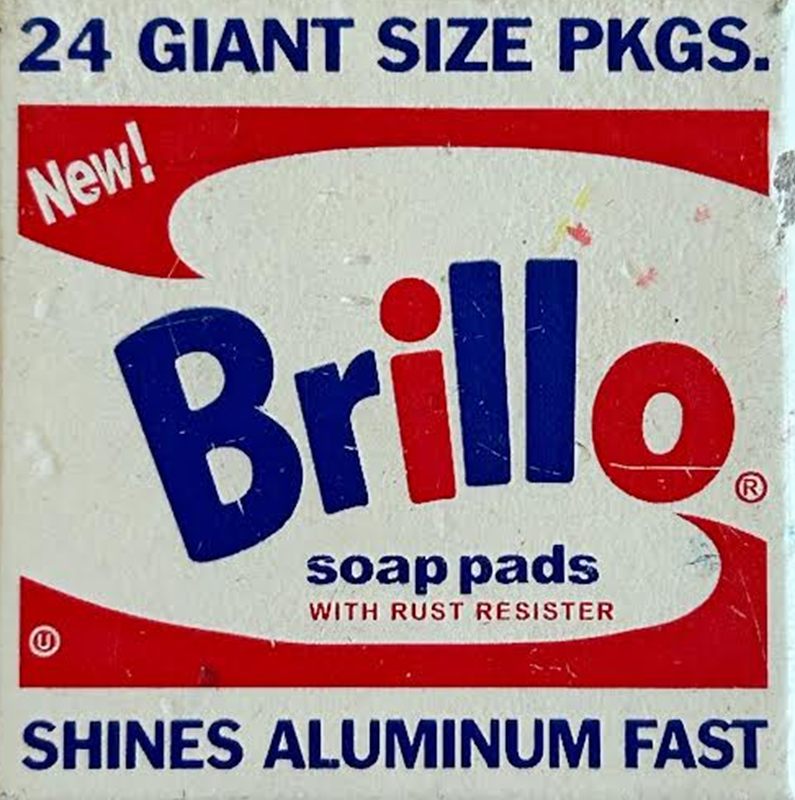 24 GIANT SIZE PKGS.
New!
Brillo®
soap pads
WITH RUST RESISTER
Ⓤ
SHINES ALUMINUM FAST